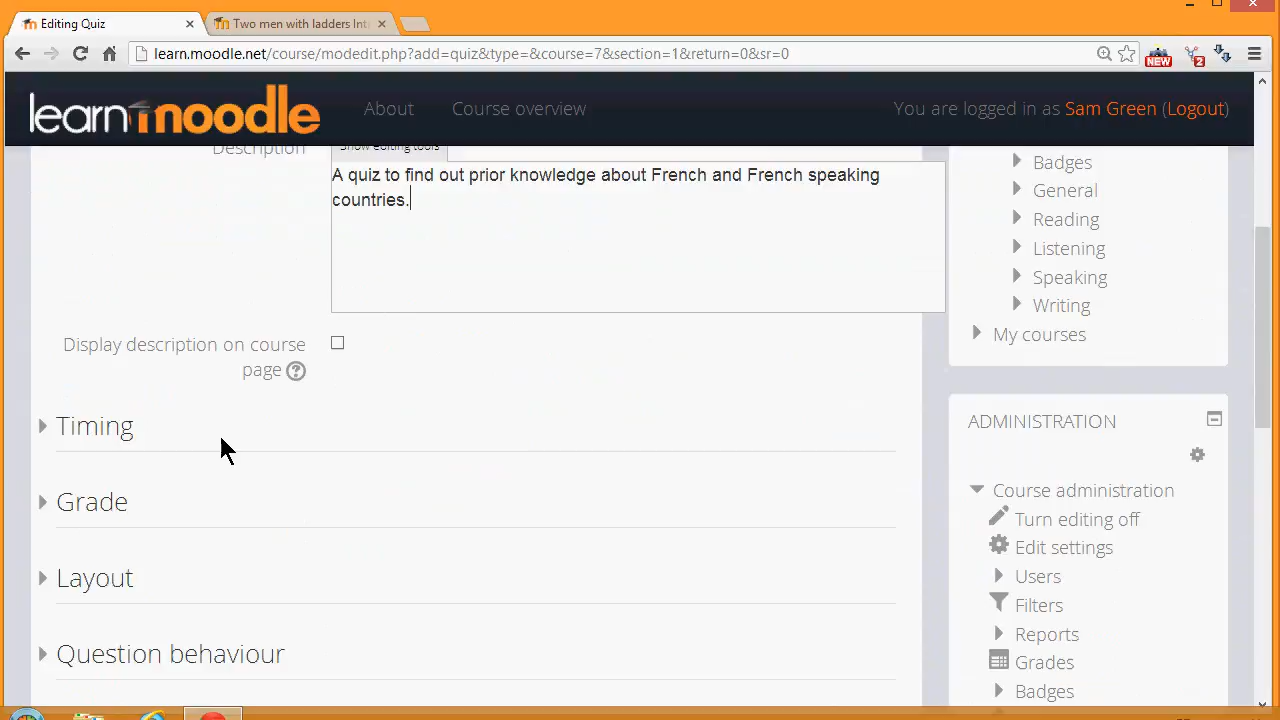 Editing Quiz
Two men with ladders Int
learn.moodle.net/course/modedit.php?add=quiz&type=&course=7&section=1&return=0&sr=0
NEW
2
learn moodle
About
Course overview
You are logged in as Sam Green (Logout)
Description
Show editing tools
A quiz to find out prior knowledge about French and French speaking
countries.
Display description on course
page
Timing
Grade
Layout
Question behaviour
Badges
General
Reading
Listening
Speaking
Writing
My courses
ADMINISTRATION
Course administration
Turn editing off
Edit settings
Users
Filters
Reports
Grades
Badges